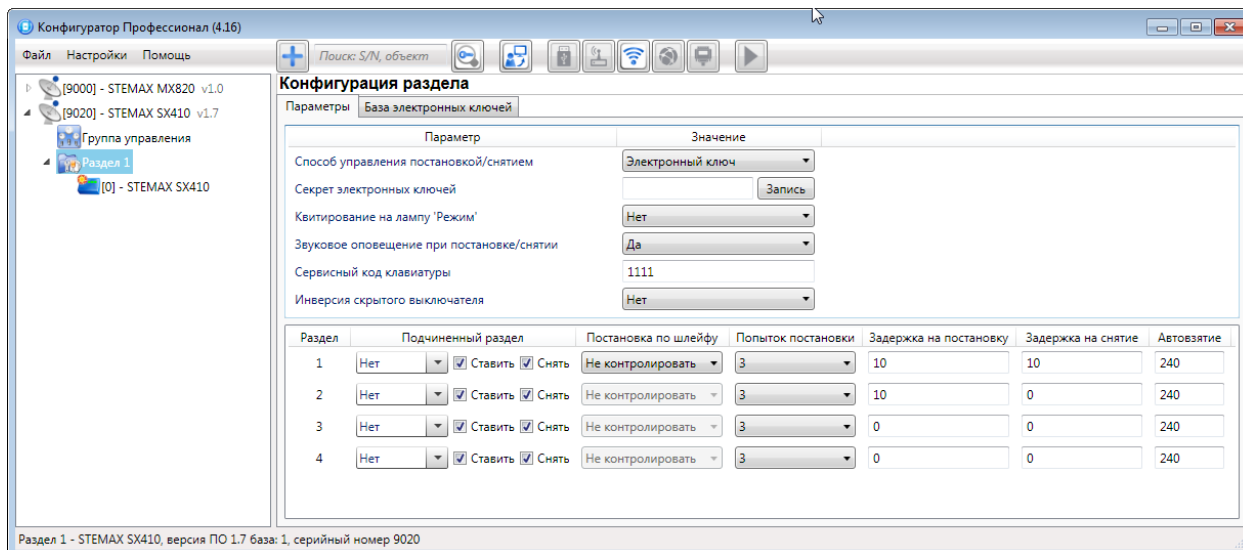 Конфигуратор Профессионал (4.16)
Файл Настройки Помощь
Поиск: S/N, объект
[9000] - STEMAX MX820 v1.0
[9020] - STEMAX SX410 v1.7
Группа управления
Раздел 1
[0] - STEMAX SX410
Конфигурация раздела
Параметры База электронных ключей
Параметр Значение
Способ управления постановкой/снятием Электронный ключ
Секрет электронных ключей Запись
Квитирование на лампу 'Режим' Нет
Звуковое оповещение при постановке/снятии Да
Сервисный код клавиатуры 1111
Инверсия скрытого выключателя Нет
Раздел Подчиненный раздел Постановка по шлейфу Попыток постановки Задержка на постановку Задержка на снятие Автовзятие
1 Нет Ставить Снять Не контролировать 3 10 10 240
2 Нет Ставить Снять Не контролировать 3 10 0 240
3 Нет Ставить Снять Не контролировать 3 0 0 240
4 Нет Ставить Снять Не контролировать 3 0 0 240
Раздел 1 - STEMAX SX410, версия ПО 1.7 база: 1, серийный номер 9020